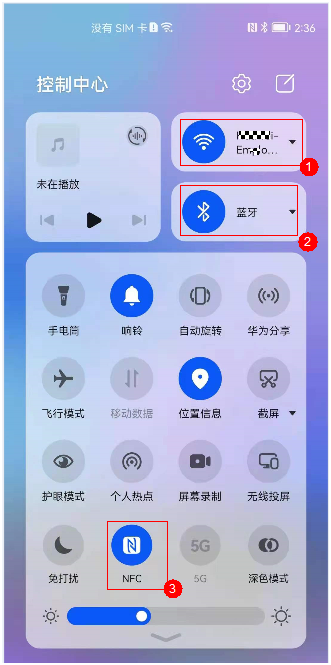 没有 SIM 卡 2:36
控制中心
未在播放
1
蓝牙
2
手电筒 响铃 自动旋转 华为分享
飞行模式 移动数据 位置信息 截屏
护眼模式 个人热点 屏幕录制 无线投屏
5G
免打扰 NFC 5G 深色模式
3